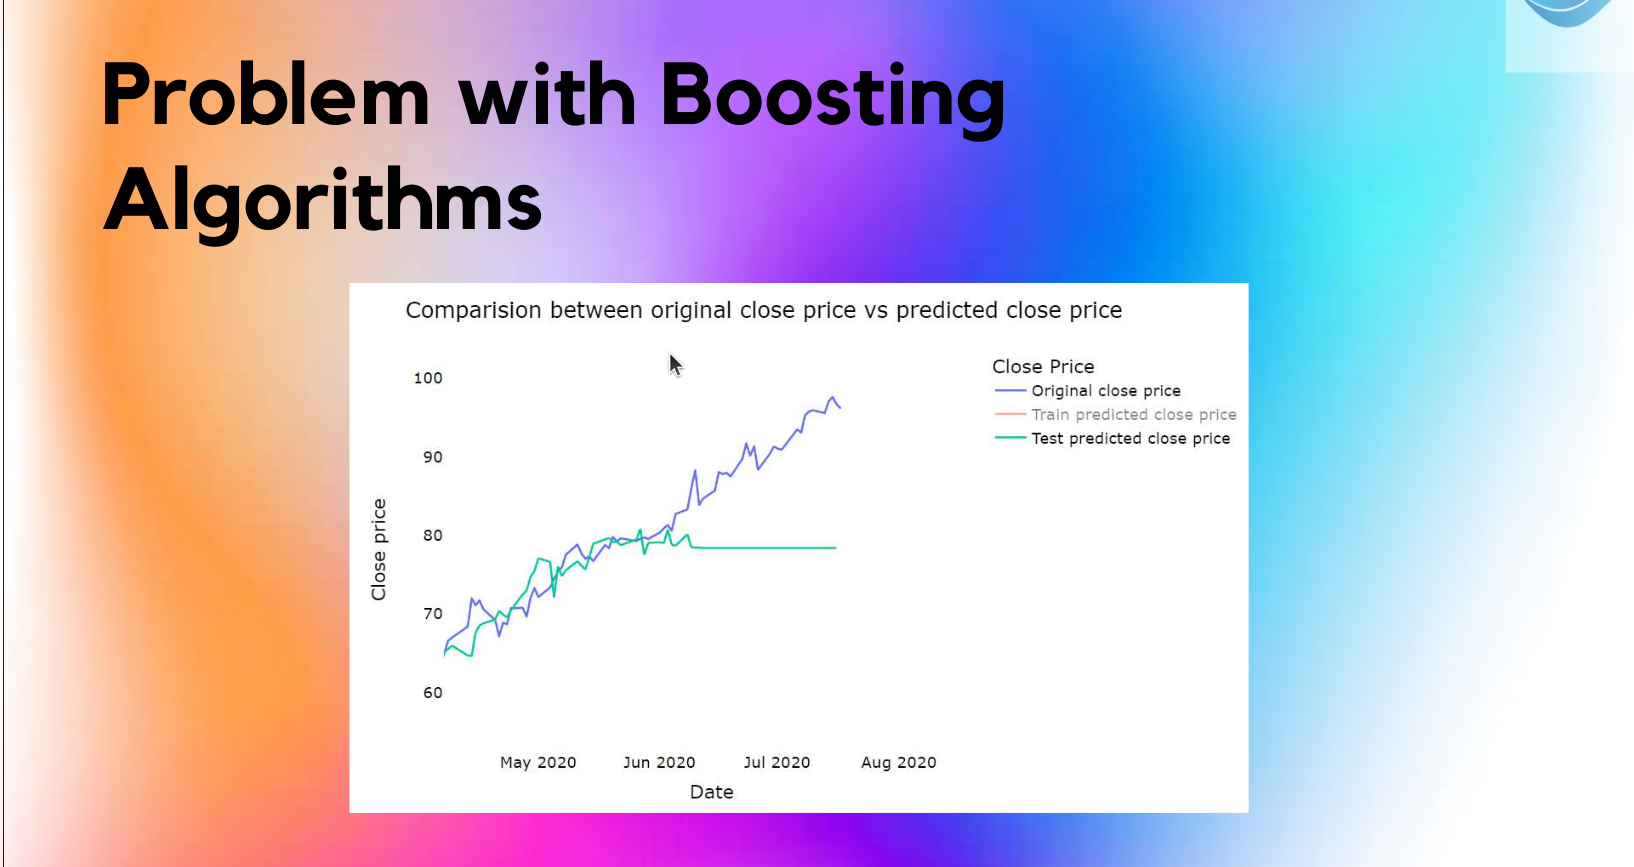 Problem with Boosting
Algorithms
Comparision between original close price vs predicted close price
Close Price
Original close price
Train predicted close price
Test predicted close price
100
90
80
70
60
Close price
May 2020
Jun 2020
Jul 2020
Aug 2020
Date